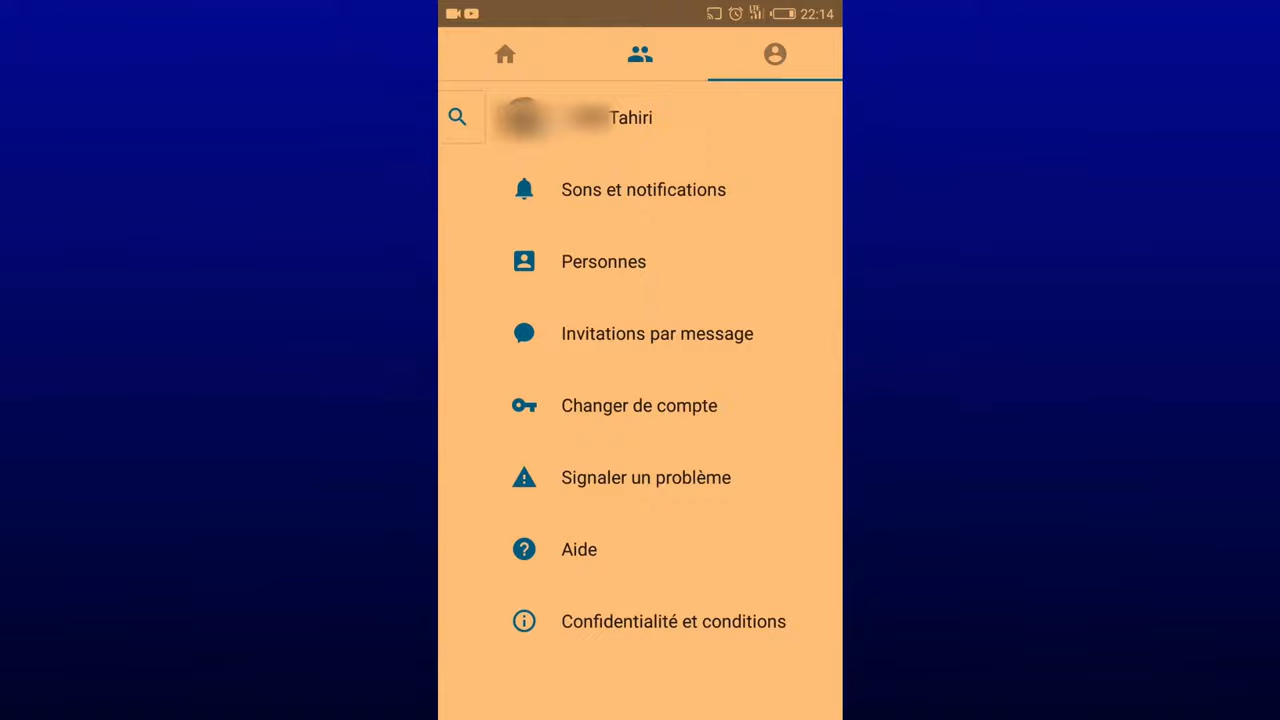 22:14
Tahiri
Sons et notifications
Personnes
Invitations par message
Changer de compte
Signaler un problème
Aide
Confidentialité et conditions